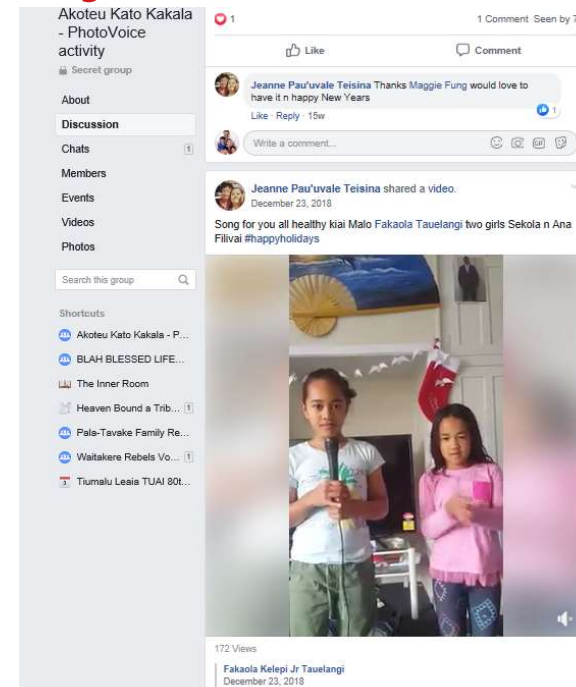 Akoteu Kato Kakala
- PhotoVoice
activity
Secret group
About
Discussion
Chats 1
Members
Events
Videos
Photos
Search this group
Shortcuts
Akoteu Kato Kakala - P...
BLAH BLESSED LIFE...
The Inner Room
Heaven Bound a Trib... 1
Pala-Tavake Family Re...
Waitakere Rebels Vo... 1
Tiumalu Leaia TUAI 80t...
1
1 Comment Seen by 7
Like Comment
Jeanne Pau'uvale Teisina Thanks Maggie Fung would love to
have it n happy New Years
1
Like · Reply · 15w
Write a comment...
GIF
Jeanne Pau'uvale Teisina shared a video.
December 23, 2018
Song for you all healthy kiai Malo Fakaola Tauelangi two girls Sekola n Ana
Filivai #happyholidays
172 Views
Fakaola Kelepi Jr Tauelangi
December 23, 2018